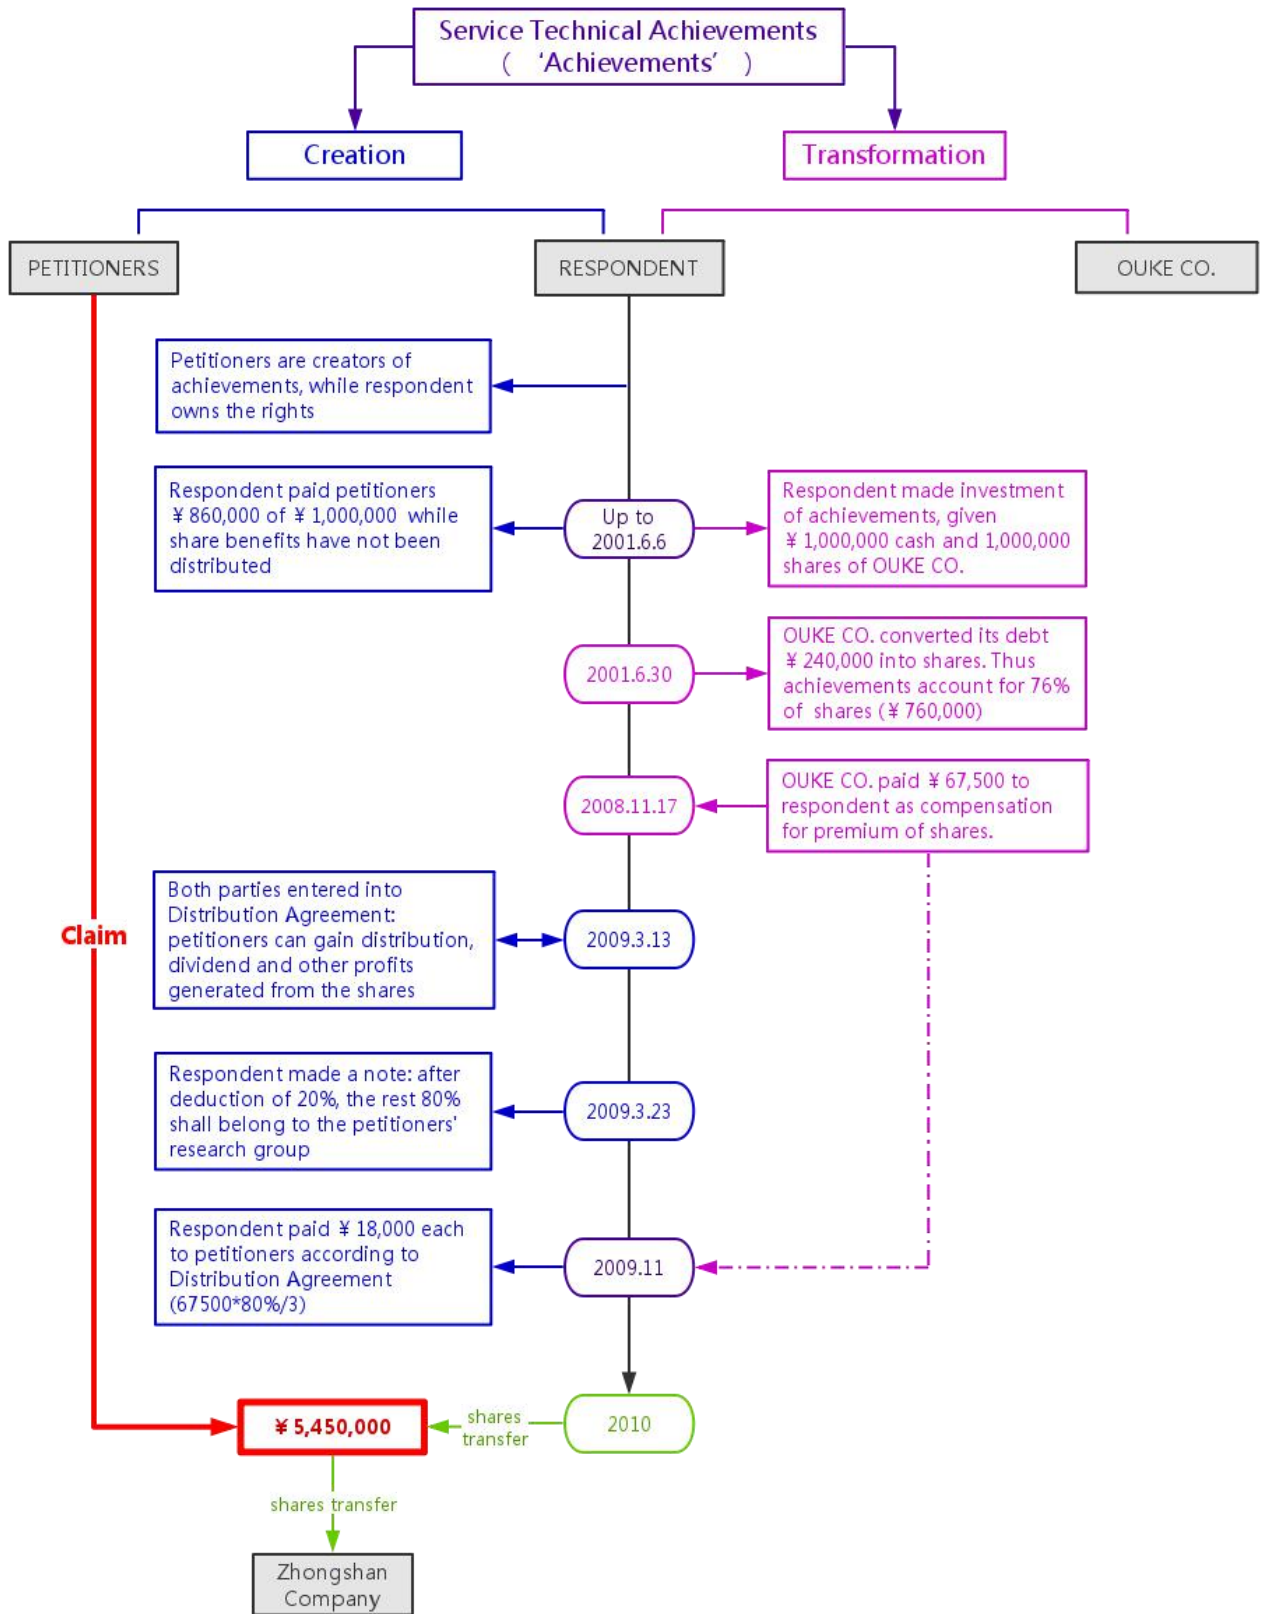 Service Technical Achievements
( ‘Achievements’ )
Creation
Transformation
PETITIONERS
RESPONDENT
OUKE CO.
Petitioners are creators of
achievements, while respondent
owns the rights
Respondent paid petitioners
¥ 860,000 of ¥ 1,000,000 while
share benefits have not been
distributed
Up to
2001.6.6
Respondent made investment
of achievements, given
¥ 1,000,000 cash and 1,000,000
shares of OUKE CO.
2001.6.30
OUKE CO. converted its debt
¥ 240,000 into shares. Thus
achievements account for 76%
of shares (¥ 760,000)
2008.11.17
OUKE CO. paid ¥ 67,500 to
respondent as compensation
for premium of shares.
Claim
Both parties entered into
Distribution Agreement:
petitioners can gain distribution,
dividend and other profits
generated from the shares
2009.3.13
Respondent made a note: after
deduction of 20%, the rest 80%
shall belong to the petitioners'
research group
2009.3.23
Respondent paid ¥ 18,000 each
to petitioners according to
Distribution Agreement
(67500*80%/3)
2009.11
¥ 5,450,000
shares
transfer
2010
shares transfer
Zhongshan
Company